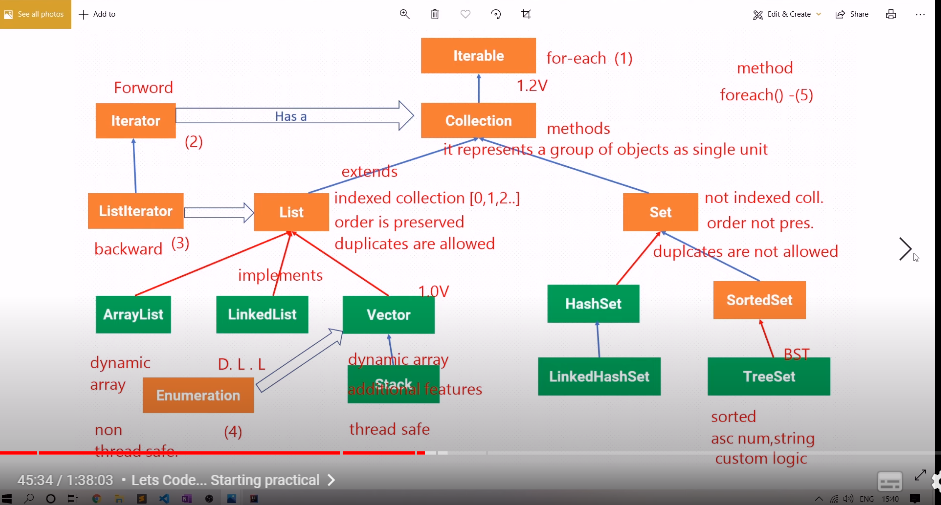 See all photos
Add to
Edit & Create
Share
Iterable
for-each (1)
method
foreach() -(5)
1.2V
Forword
Iterator
Has a
Collection
(2)
methods
it represents a group of objects as single unit
extends
ListIterator
List
indexed collection [0,1,2..]
order is preserved
duplicates are allowed
Set
not indexed coll.
order not pres.
duplcates are not allowed
backward (3)
implements
1.0V
ArrayList
LinkedList
Vector
HashSet
SortedSet
dynamic
array
D. L . L
dynamic array
additional features
Stack
BST
LinkedHashSet
TreeSet
Enumeration
(4)
non
thread safe.
thread safe
sorted
asc num,string
custom logic
45:34 / 1:38:03 • Lets Code... Starting practical
ENG 15:40